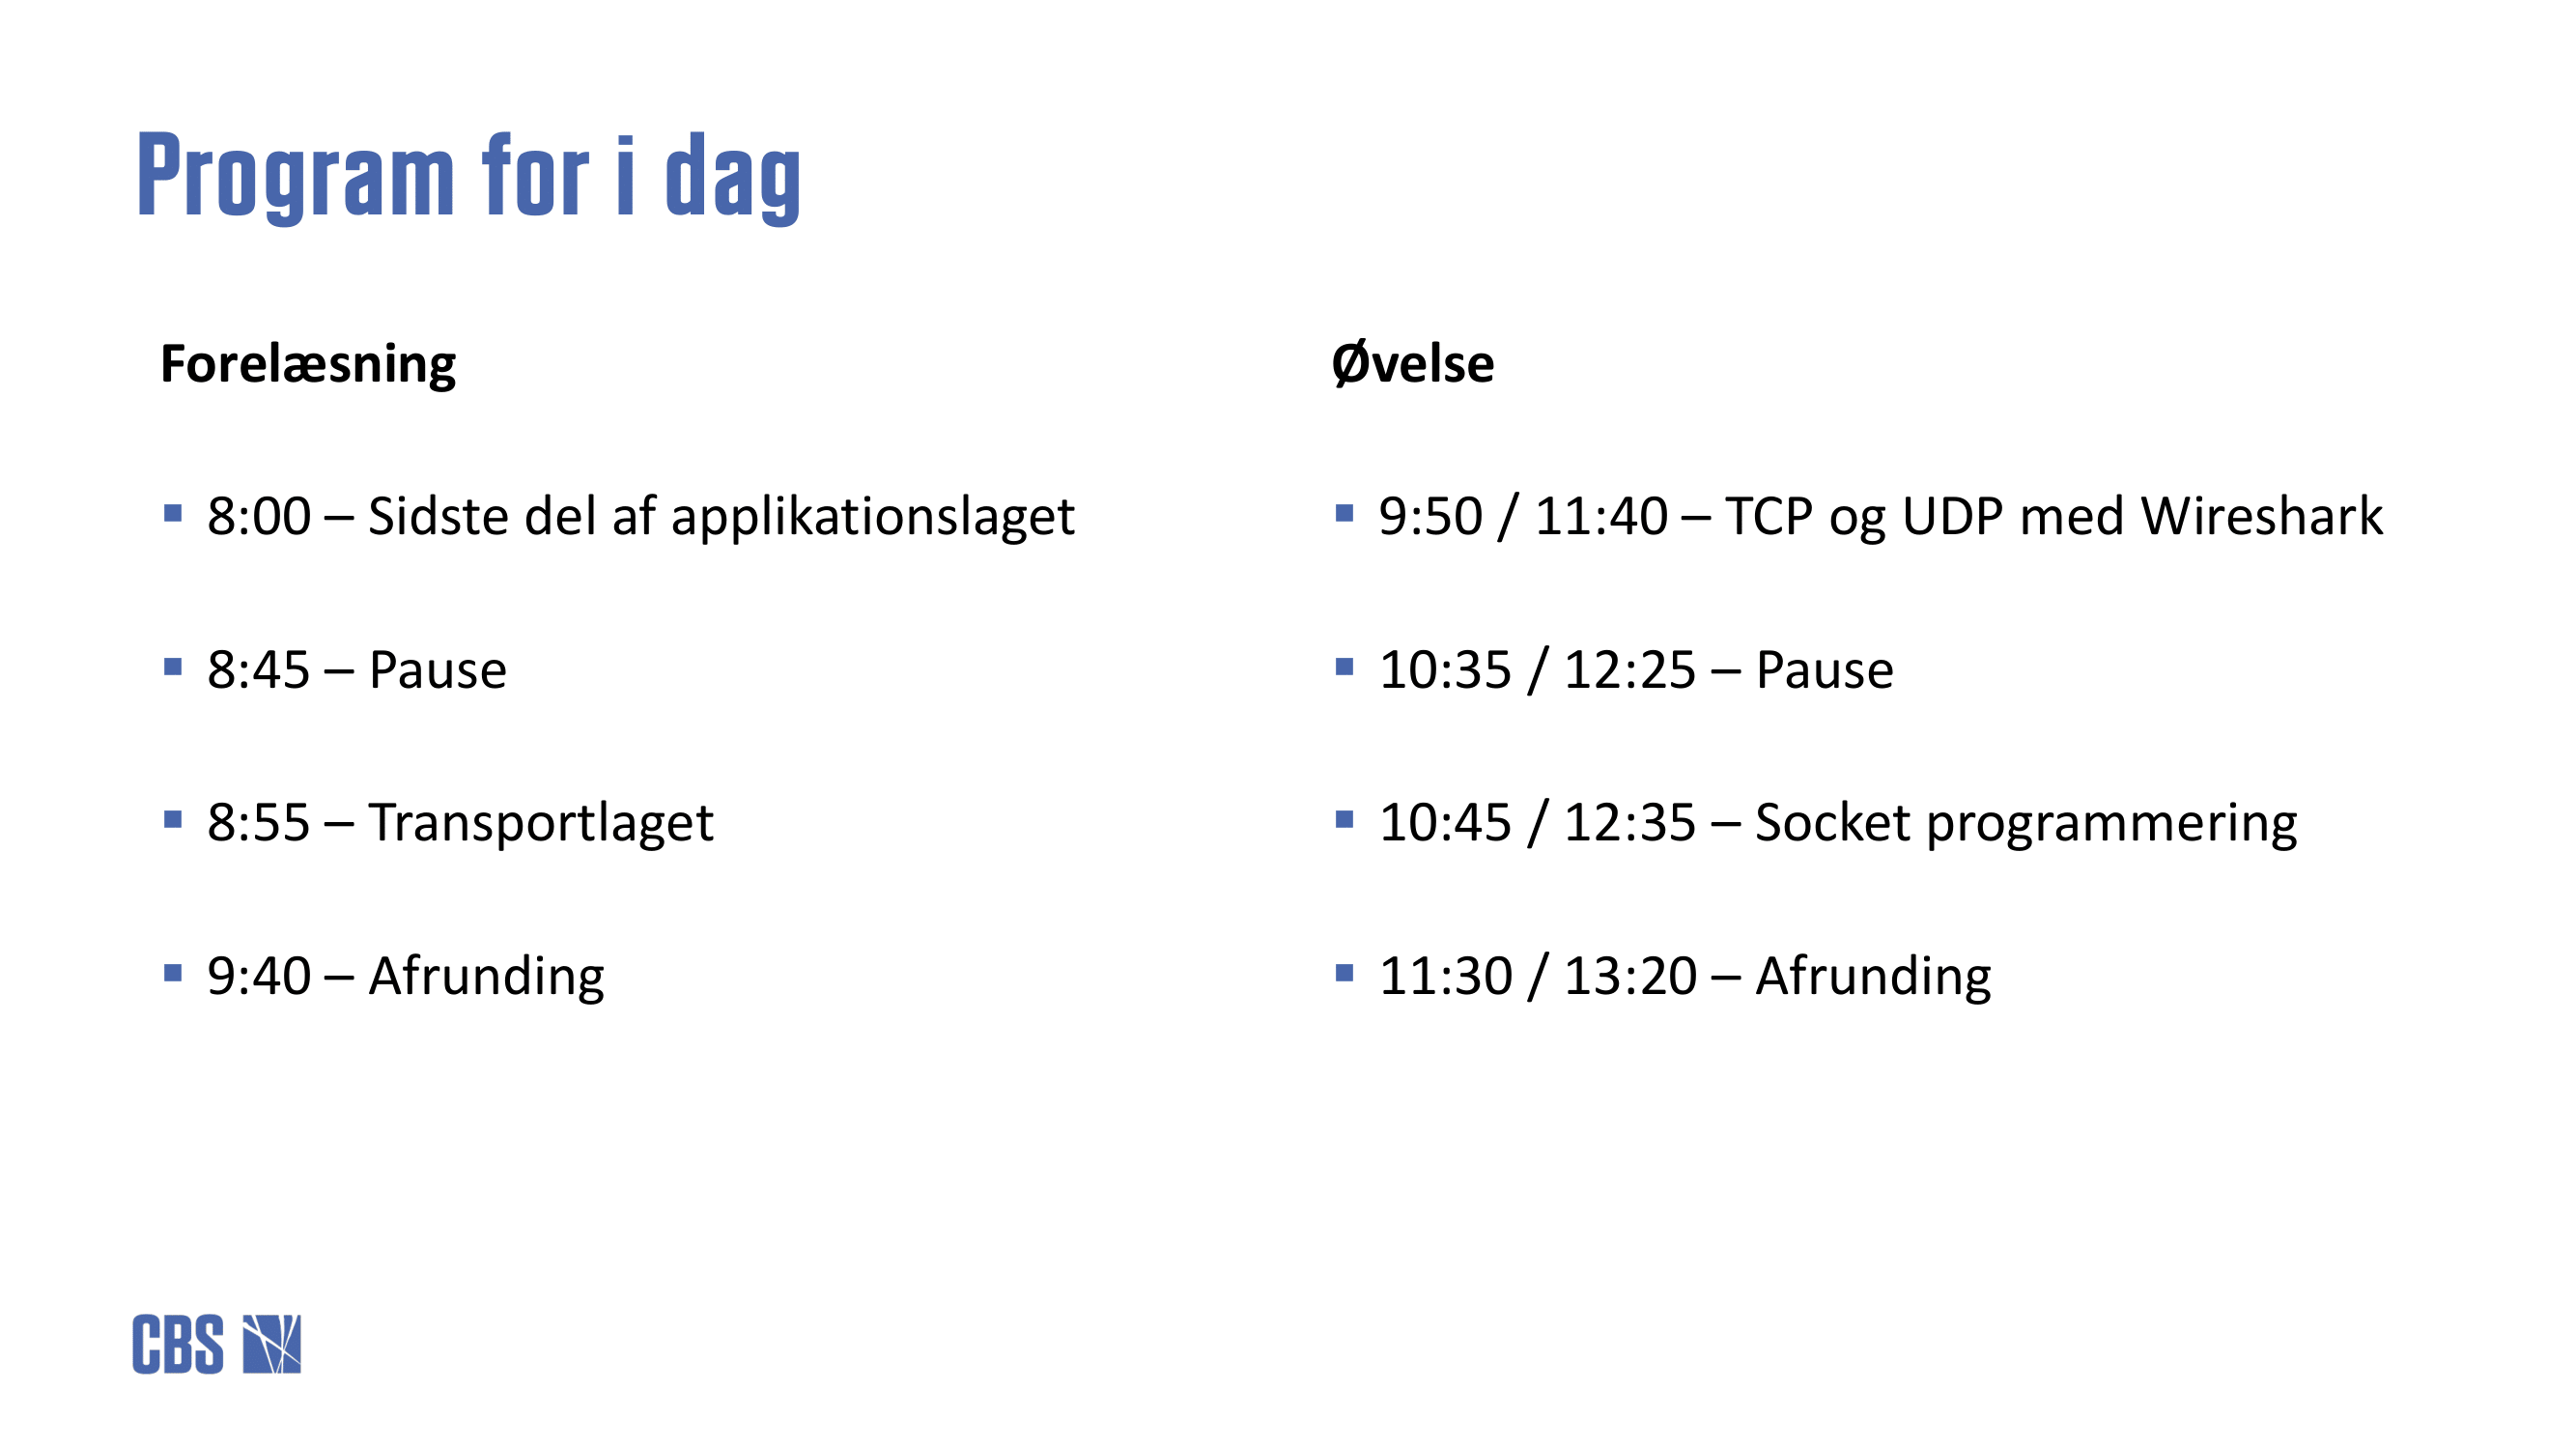 Program for i dag
Forelæsning
▪ 8:00 – Sidste del af applikationslaget
▪ 8:45 – Pause
▪ 8:55 – Transportlaget
▪ 9:40 – Afrunding
Øvelse
▪ 9:50 / 11:40 – TCP og UDP med Wireshark
▪ 10:35 / 12:25 – Pause
▪ 10:45 / 12:35 – Socket programmering
▪ 11:30 / 13:20 – Afrunding
CBS